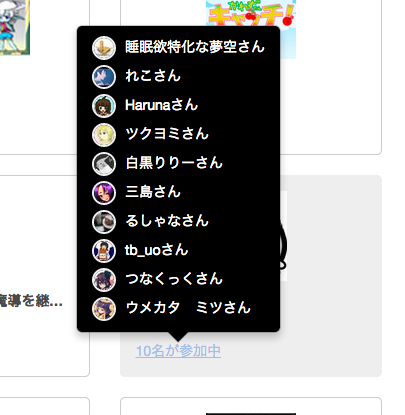 キャッチ!
睡眠欲特化な夢空さん
れこさん
Harunaさん
ツクヨミさん
白黒りりーさん
三島さん
るしゃなさん
tb_uoさん
つなくっくさん
ウメカタ　ミツさん
魔導を継…
10名が参加中